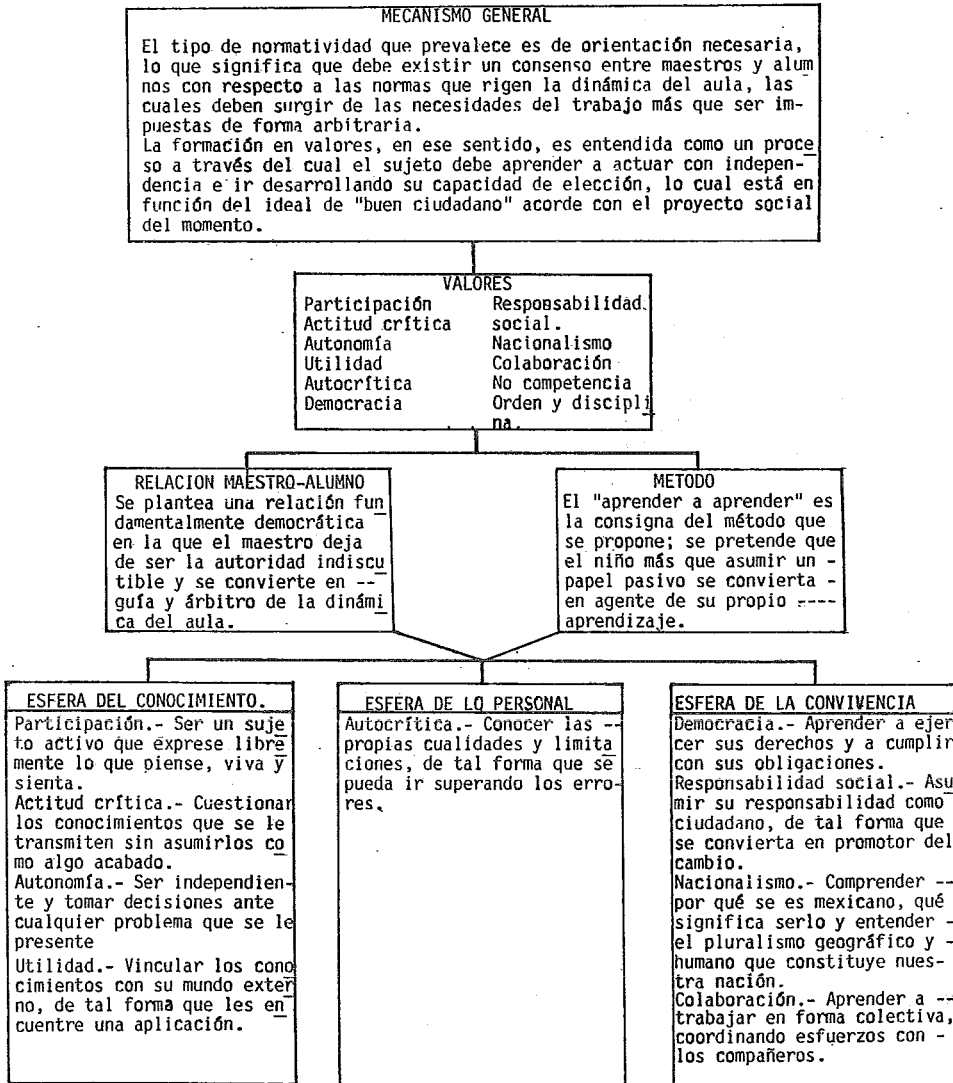 MECANISMO GENERAL
El tipo de normatividad que prevalece es de orientación necesaria,
lo que significa que debe existir un consenso entre maestros y alum
nos con respecto a las normas que rigen la dinámica del aula, las
cuales deben surgir de las necesidades del trabajo más que ser im-
puestas de forma arbitraria.
La formación en valores, en ese sentido, es entendida como un proce
so a través del cual el sujeto debe aprender a actuar con indepen-
dencia e ir desarrollando su capacidad de elección, lo cual está en
función del ideal de "buen ciudadano" acorde con el proyecto social
del momento.
VALORES
Participación Responsabilidad
Actitud crítica social.
Autonomía Nacionalismo
Utilidad Colaboración
Autocrítica No competencia
Democracia Orden y discipli
na.
RELACION MAESTRO-ALUMNO
Se plantea una relación fun
damentalmente democrática
en la que el maestro deja
de ser la autoridad indiscu
tible y se convierte en --
guía y árbitro de la dinámi
ca del aula.
METODO
El "aprender a aprender" es
la consigna del método que
se propone; se pretende que
el niño más que asumir un -
papel pasivo se convierta -
en agente de su propio ----
aprendizaje.
ESFERA DEL CONOCIMIENTO.
Participación.- Ser un suje
to activo que exprese libre
mente lo que piense, viva y
sienta.
Actitud crítica.- Cuestionar
los conocimientos que se le
transmiten sin asumirlos co
mo algo acabado.
Autonomía.- Ser independien-
te y tomar decisiones ante
cualquier problema que se le
presente
Utilidad.- Vincular los cono
cimientos con su mundo exter
no, de tal forma que les en
cuentre una aplicación.
ESFERA DE LO PERSONAL
Autocrítica.- Conocer las --
propias cualidades y limita
ciones, de tal forma que se
pueda ir superando los erro-
res.
ESFERA DE LA CONVIVENCIA
Democracia.- Aprender a ejer
cer sus derechos y a cumplir
con sus obligaciones.
Responsabilidad social.- Asu
mir su responsabilidad como
ciudadano, de tal forma que
se convierta en promotor del
cambio.
Nacionalismo.- Comprender --
por qué se es mexicano, qué
significa serlo y entender -
el pluralismo geográfico y -
humano que constituye nues-
tra nación.
Colaboración.- Aprender a --
trabajar en forma colectiva,
coordinando esfuerzos con -
los compañeros.